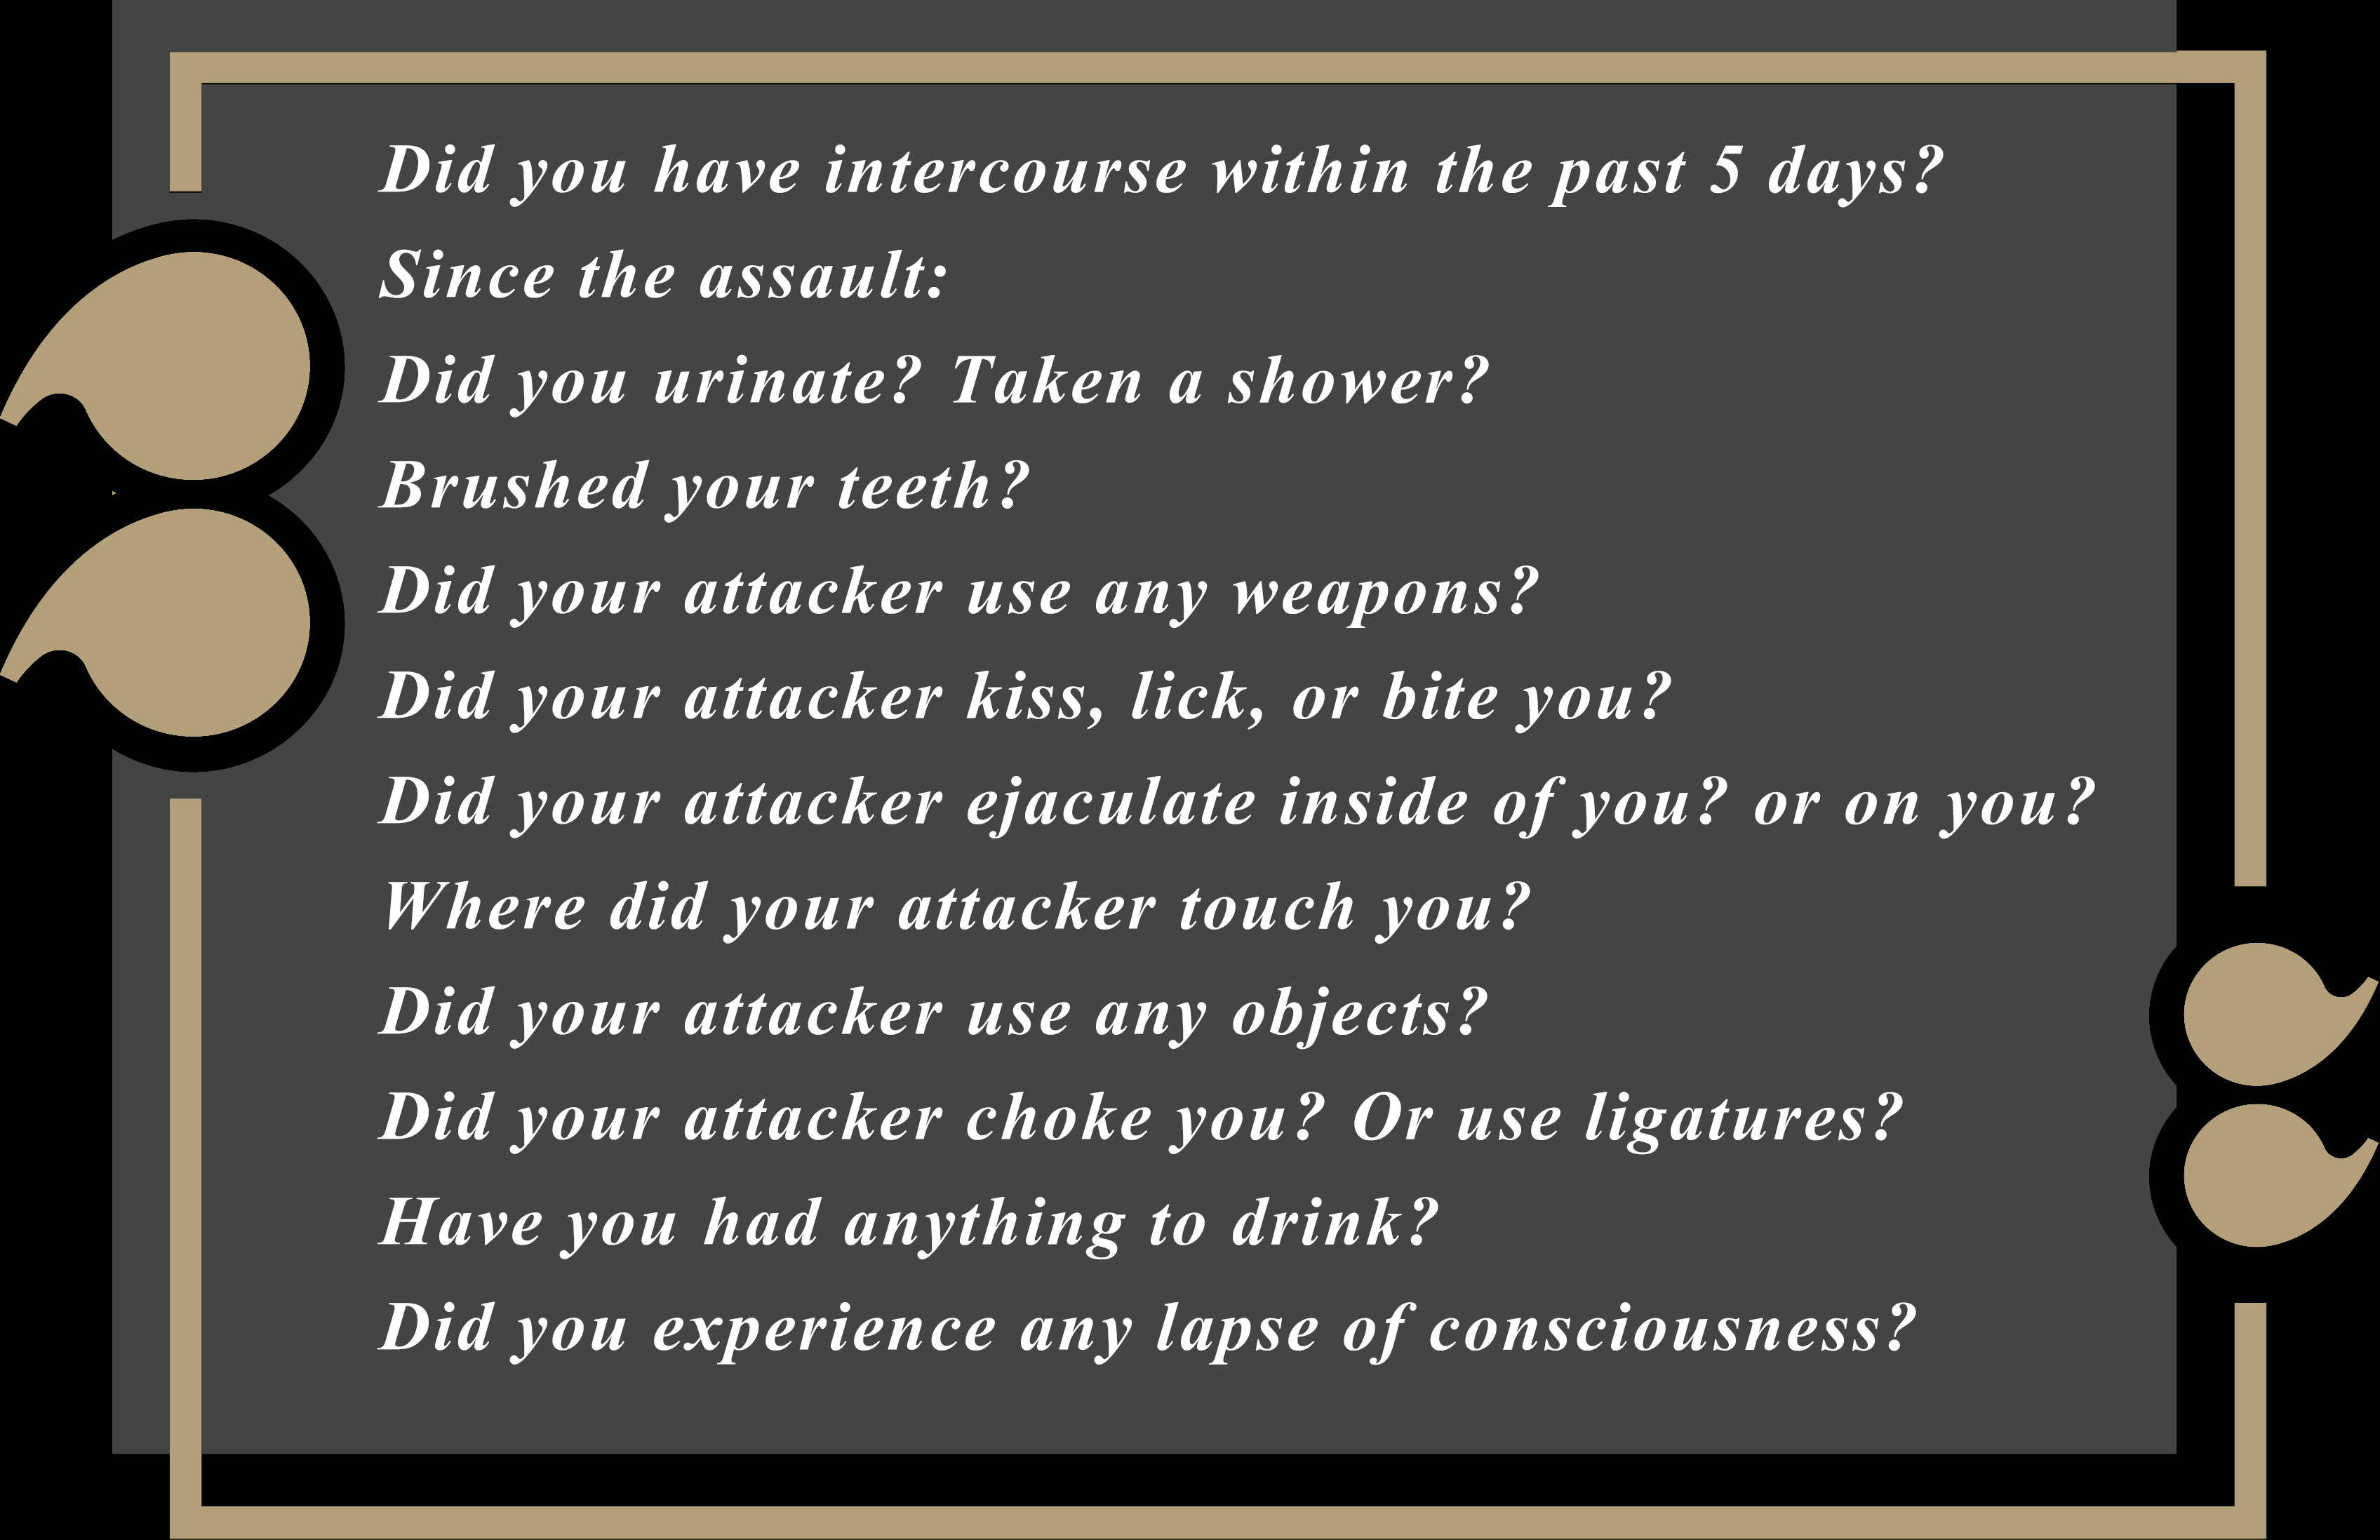 Did you have intercourse within the past 5 days?
Since the assault:
Did you urinate? Taken a shower?
Brushed your teeth?
Did your attacker use any weapons?
Did your attacker kiss, lick, or bite you?
Did your attacker ejaculate inside of you? or on you?
Where did your attacker touch you?
Did your attacker use any objects?
Did your attacker choke you? Or use ligatures?
Have you had anything to drink?
Did you experience any lapse of consciousness?